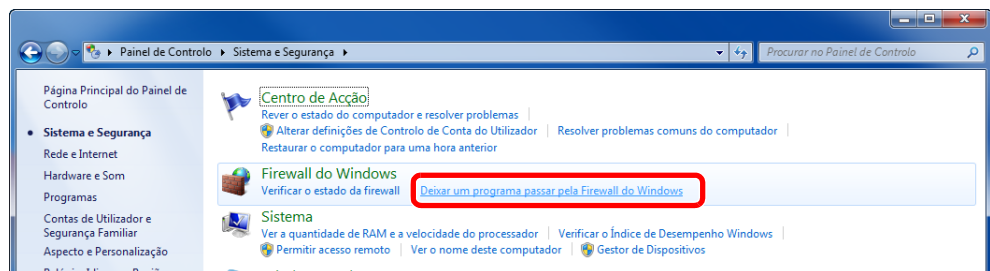 Painel de Controlo Sistema e Segurança
Procurar no Painel de Controlo
Página Principal do Painel de
Controlo
Sistema e Segurança
Rede e Internet
Hardware e Som
Programas
Contas de Utilizador e
Segurança Familiar
Aspecto e Personalização
Centro de Acção
Rever o estado do computador e resolver problemas
Alterar definições de Controlo de Conta do Utilizador Resolver problemas comuns do computador
Restaurar o computador para uma hora anterior
Firewall do Windows
Verificar o estado da firewall Deixar um programa passar pela Firewall do Windows
Sistema
Ver a quantidade de RAM e a velocidade do processador Verificar o Índice de Desempenho Windows
Permitir acesso remoto Ver o nome deste computador Gestor de Dispositivos